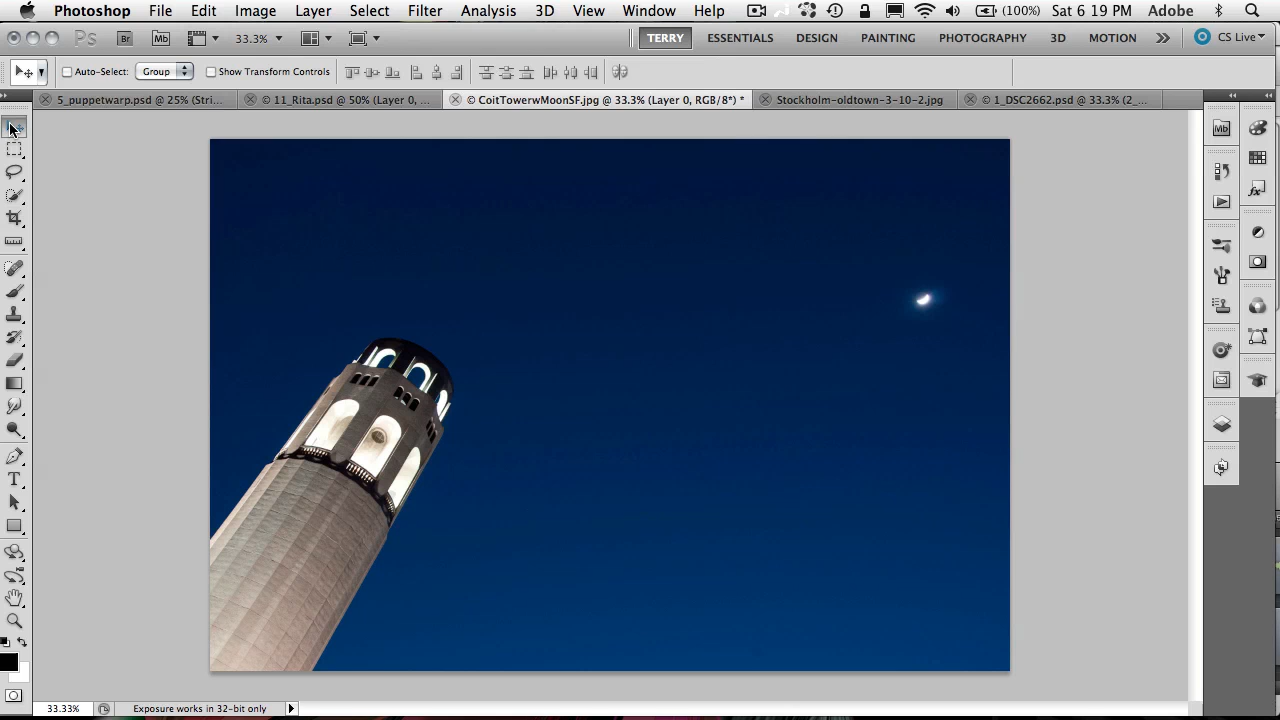 Photoshop File Edit Image Layer Select Filter Analysis 3D View Window Help (100%) Sat 6:19 PM Adobe
Ps Br Mb 33.3% TERRY ESSENTIALS DESIGN PAINTING PHOTOGRAPHY 3D MOTION CS Live
Auto-Select: Group Show Transform Controls
5_puppetwarp.psd @ 25% (Stri... © 11_Rita.psd @ 50% (Layer 0, ... © CoitTowerwMoonSF.jpg @ 33.3% (Layer 0, RGB/8*) * Stockholm-oldtown-3-10-2.jpg © 1_DSC2662.psd @ 33.3% (2_...
Mb
fx
T
33.33% Exposure works in 32-bit only